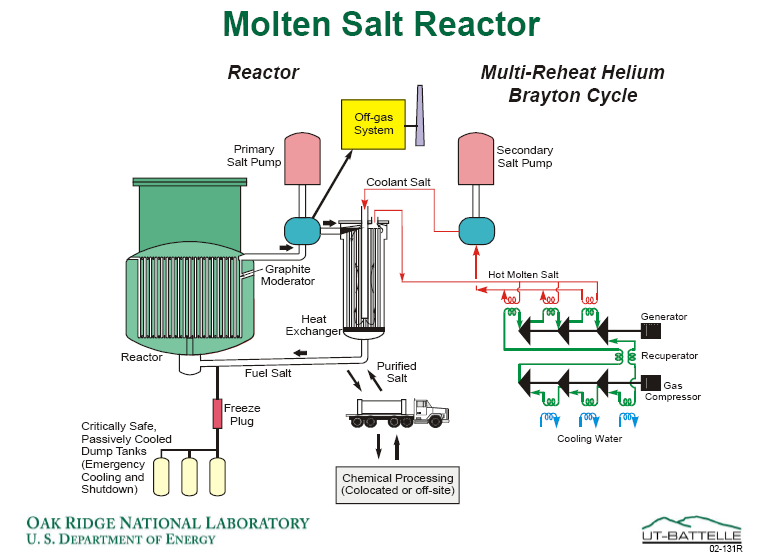 Molten Salt Reactor
Reactor
Multi-Reheat Helium
Brayton Cycle
Off-gas
System
Primary
Salt Pump
Secondary
Salt Pump
Coolant Salt
Graphite
Moderator
Hot Molten Salt
Heat
Exchanger
Generator
Reactor
Recuperator
Fuel Salt
Purified
Salt
Gas
Compressor
Freeze
Plug
Critically Safe,
Passively Cooled
Dump Tanks
(Emergency
Cooling and
Shutdown)
Cooling Water
Chemical Processing
(Colocated or off-site)
OAK RIDGE NATIONAL LABORATORY
U. S. DEPARTMENT OF ENERGY
UT-BATTELLE
02-131R